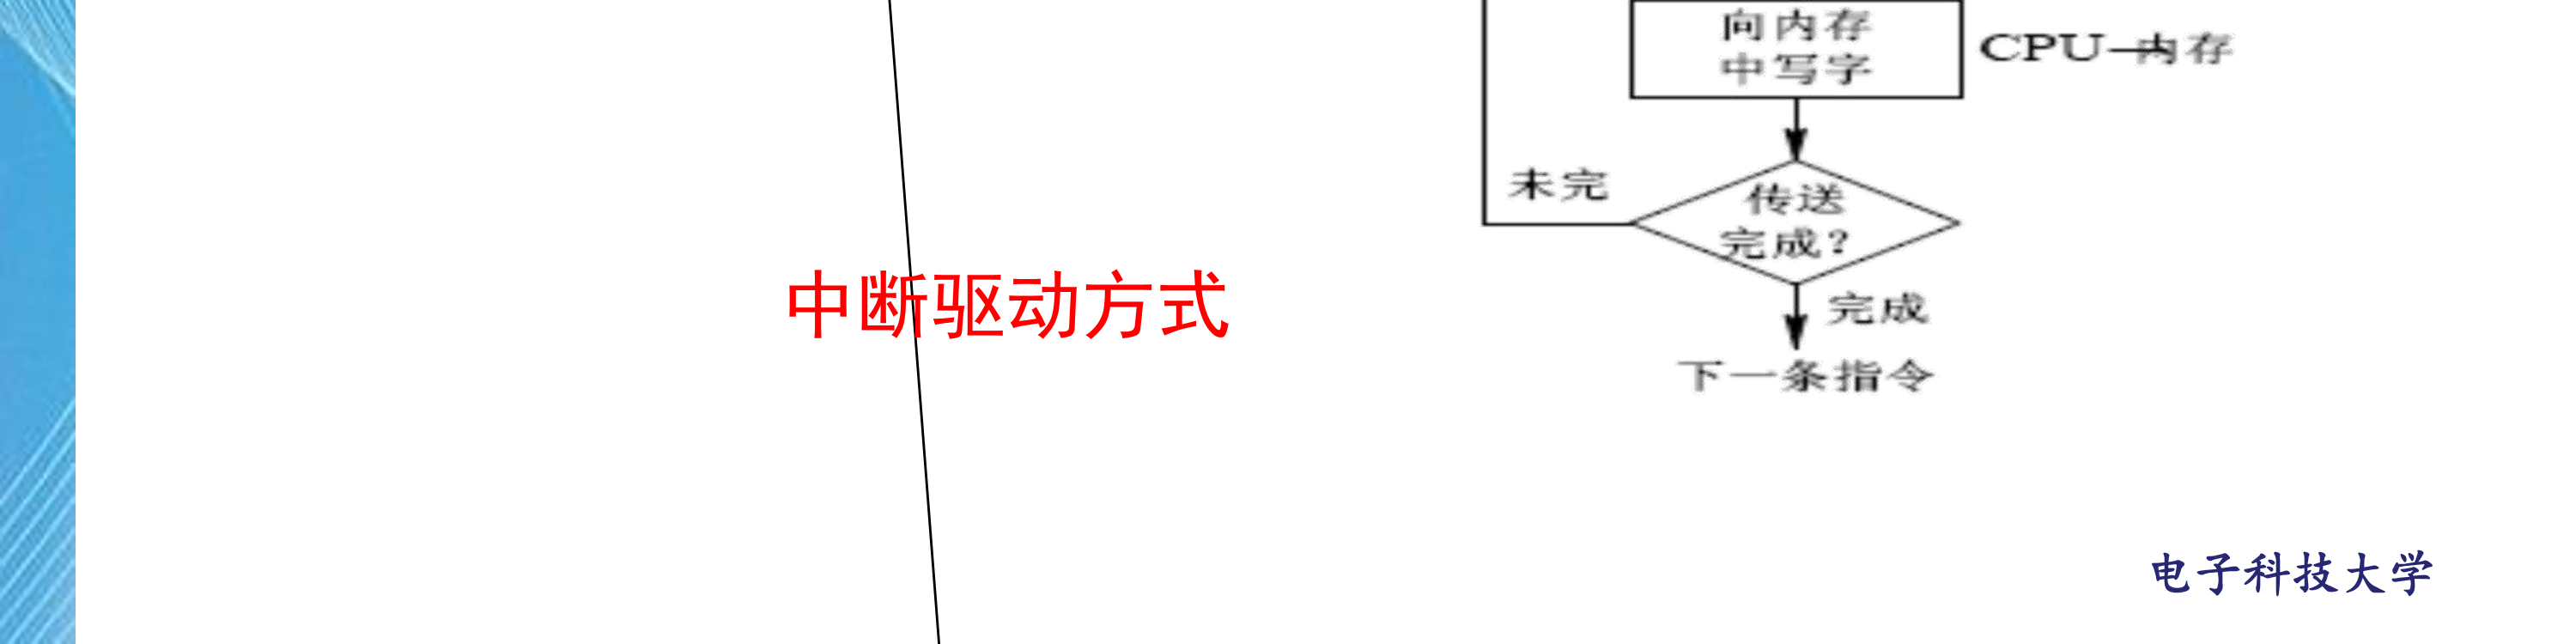 向内存
中写字
CPU→内存
未完
传送
完成？
中断驱动方式
完成
下一条指令
电子科技大学